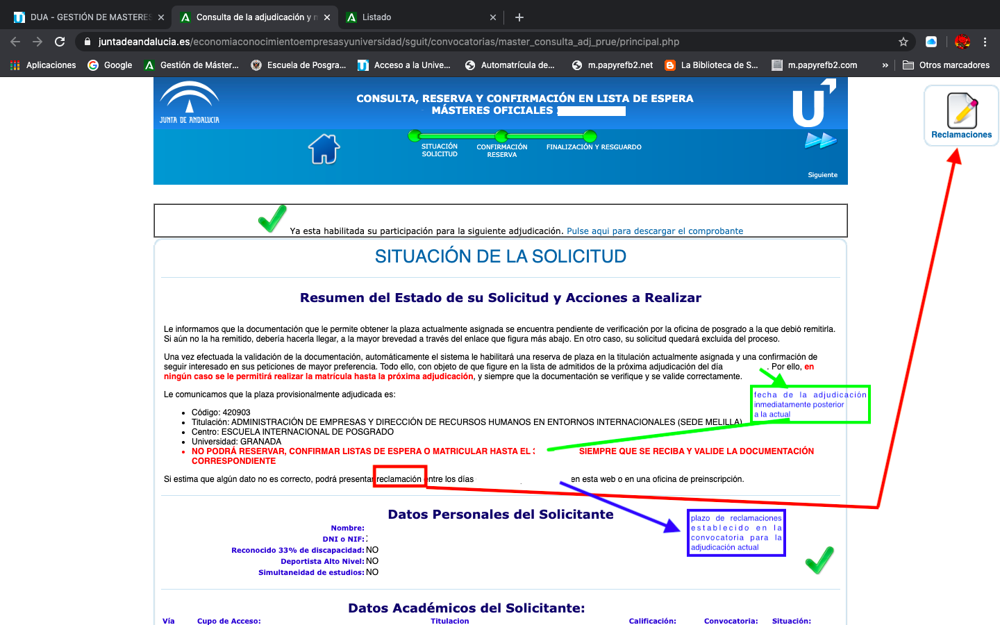 DUA - GESTIÓN DE MASTERES
Consulta de la adjudicación y n
Listado
juntadeandalucia.es/economiaconocimientoempresasyuniversidad/sguit/convocatorias/master_consulta_adj_prue/principal.php
Aplicaciones
Google
Gestión de Máster...
Escuela de Posgra...
Acceso a la Unive...
Automatrícula de...
m.papyrefb2.net
La Biblioteca de S...
m.papyrefb2.com
»
Otros marcadores
JUNTA DE ANDALUCIA
CONSULTA, RESERVA Y CONFIRMACIÓN EN LISTA DE ESPERA
MÁSTERES OFICIALES
U
Reclamaciones
SITUACIÓN
SOLICITUD
CONFIRMACIÓN
RESERVA
FINALIZACIÓN Y RESGUARDO
Siguiente
Ya esta habilitada su participación para la siguiente adjudicación. Pulse aqui para descargar el comprobante
SITUACIÓN DE LA SOLICITUD
Resumen del Estado de su Solicitud y Acciones a Realizar
Le informamos que la documentación que le permite obtener la plaza actualmente asignada se encuentra pendiente de verificación por la oficina de posgrado a la que debió remitirla.
Si aún no la ha remitido, debería hacerla llegar, a la mayor brevedad a través del enlace que figura más abajo. En otro caso, su solicitud quedará excluida del proceso.
Una vez efectuada la validación de la documentación, automáticamente el sistema le habilitará una reserva de plaza en la titulación actualmente asignada y una confirmación de
seguir interesado en sus peticiones de mayor preferencia. Todo ello, con objeto de que figure en la lista de admitidos de la próxima adjudicación del día . Por ello, en
ningún caso se le permitirá realizar la matrícula hasta la próxima adjudicación, y siempre que la documentación se verifique y se valide correctamente.
fecha de la adjudicación
inmediatamente posterior
a la actual
Le comunicamos que la plaza provisionalmente adjudicada es:
• Código: 420903
• Titulación: ADMINISTRACIÓN DE EMPRESAS Y DIRECCIÓN DE RECURSOS HUMANOS EN ENTORNOS INTERNACIONALES (SEDE MELILLA)
• Centro: ESCUELA INTERNACIONAL DE POSGRADO
• Universidad: GRANADA
• NO PODRÁ RESERVAR, CONFIRMAR LISTAS DE ESPERA O MATRICULAR HASTA EL SIEMPRE QUE SE RECIBA Y VALIDE LA DOCUMENTACIÓN
CORRESPONDIENTE
Si estima que algún dato no es correcto, podrá presentar reclamación entre los días en esta web o en una oficina de preinscripción.
plazo de reclamaciones
establecido en la
convocatoria para la
adjudicación actual
Datos Personales del Solicitante
Nombre:
DNI o NIF:
Reconocido 33% de discapacidad: NO
Deportista Alto Nivel: NO
Simultaneidad de estudios: NO
Datos Académicos del Solicitante:
Vía Cupo de Acceso: Titulacion Calificación: Convocatoria: Situación: